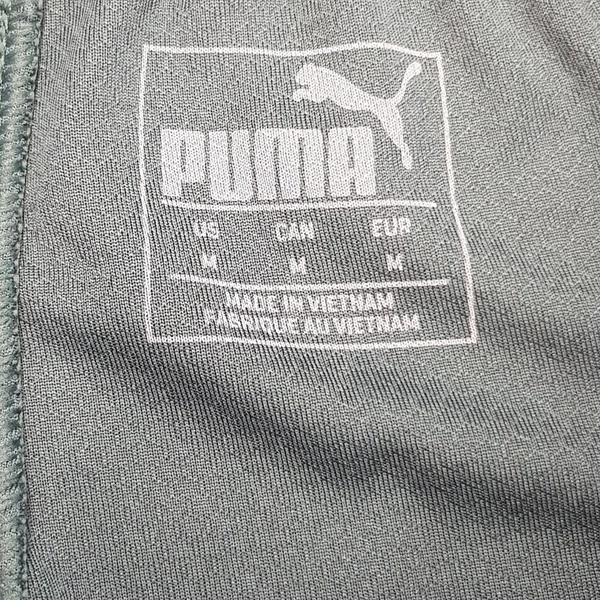 PUMA
US CAN EUR
M M M
MADE IN VIETNAM
FABRIQUE AU VIETNAM